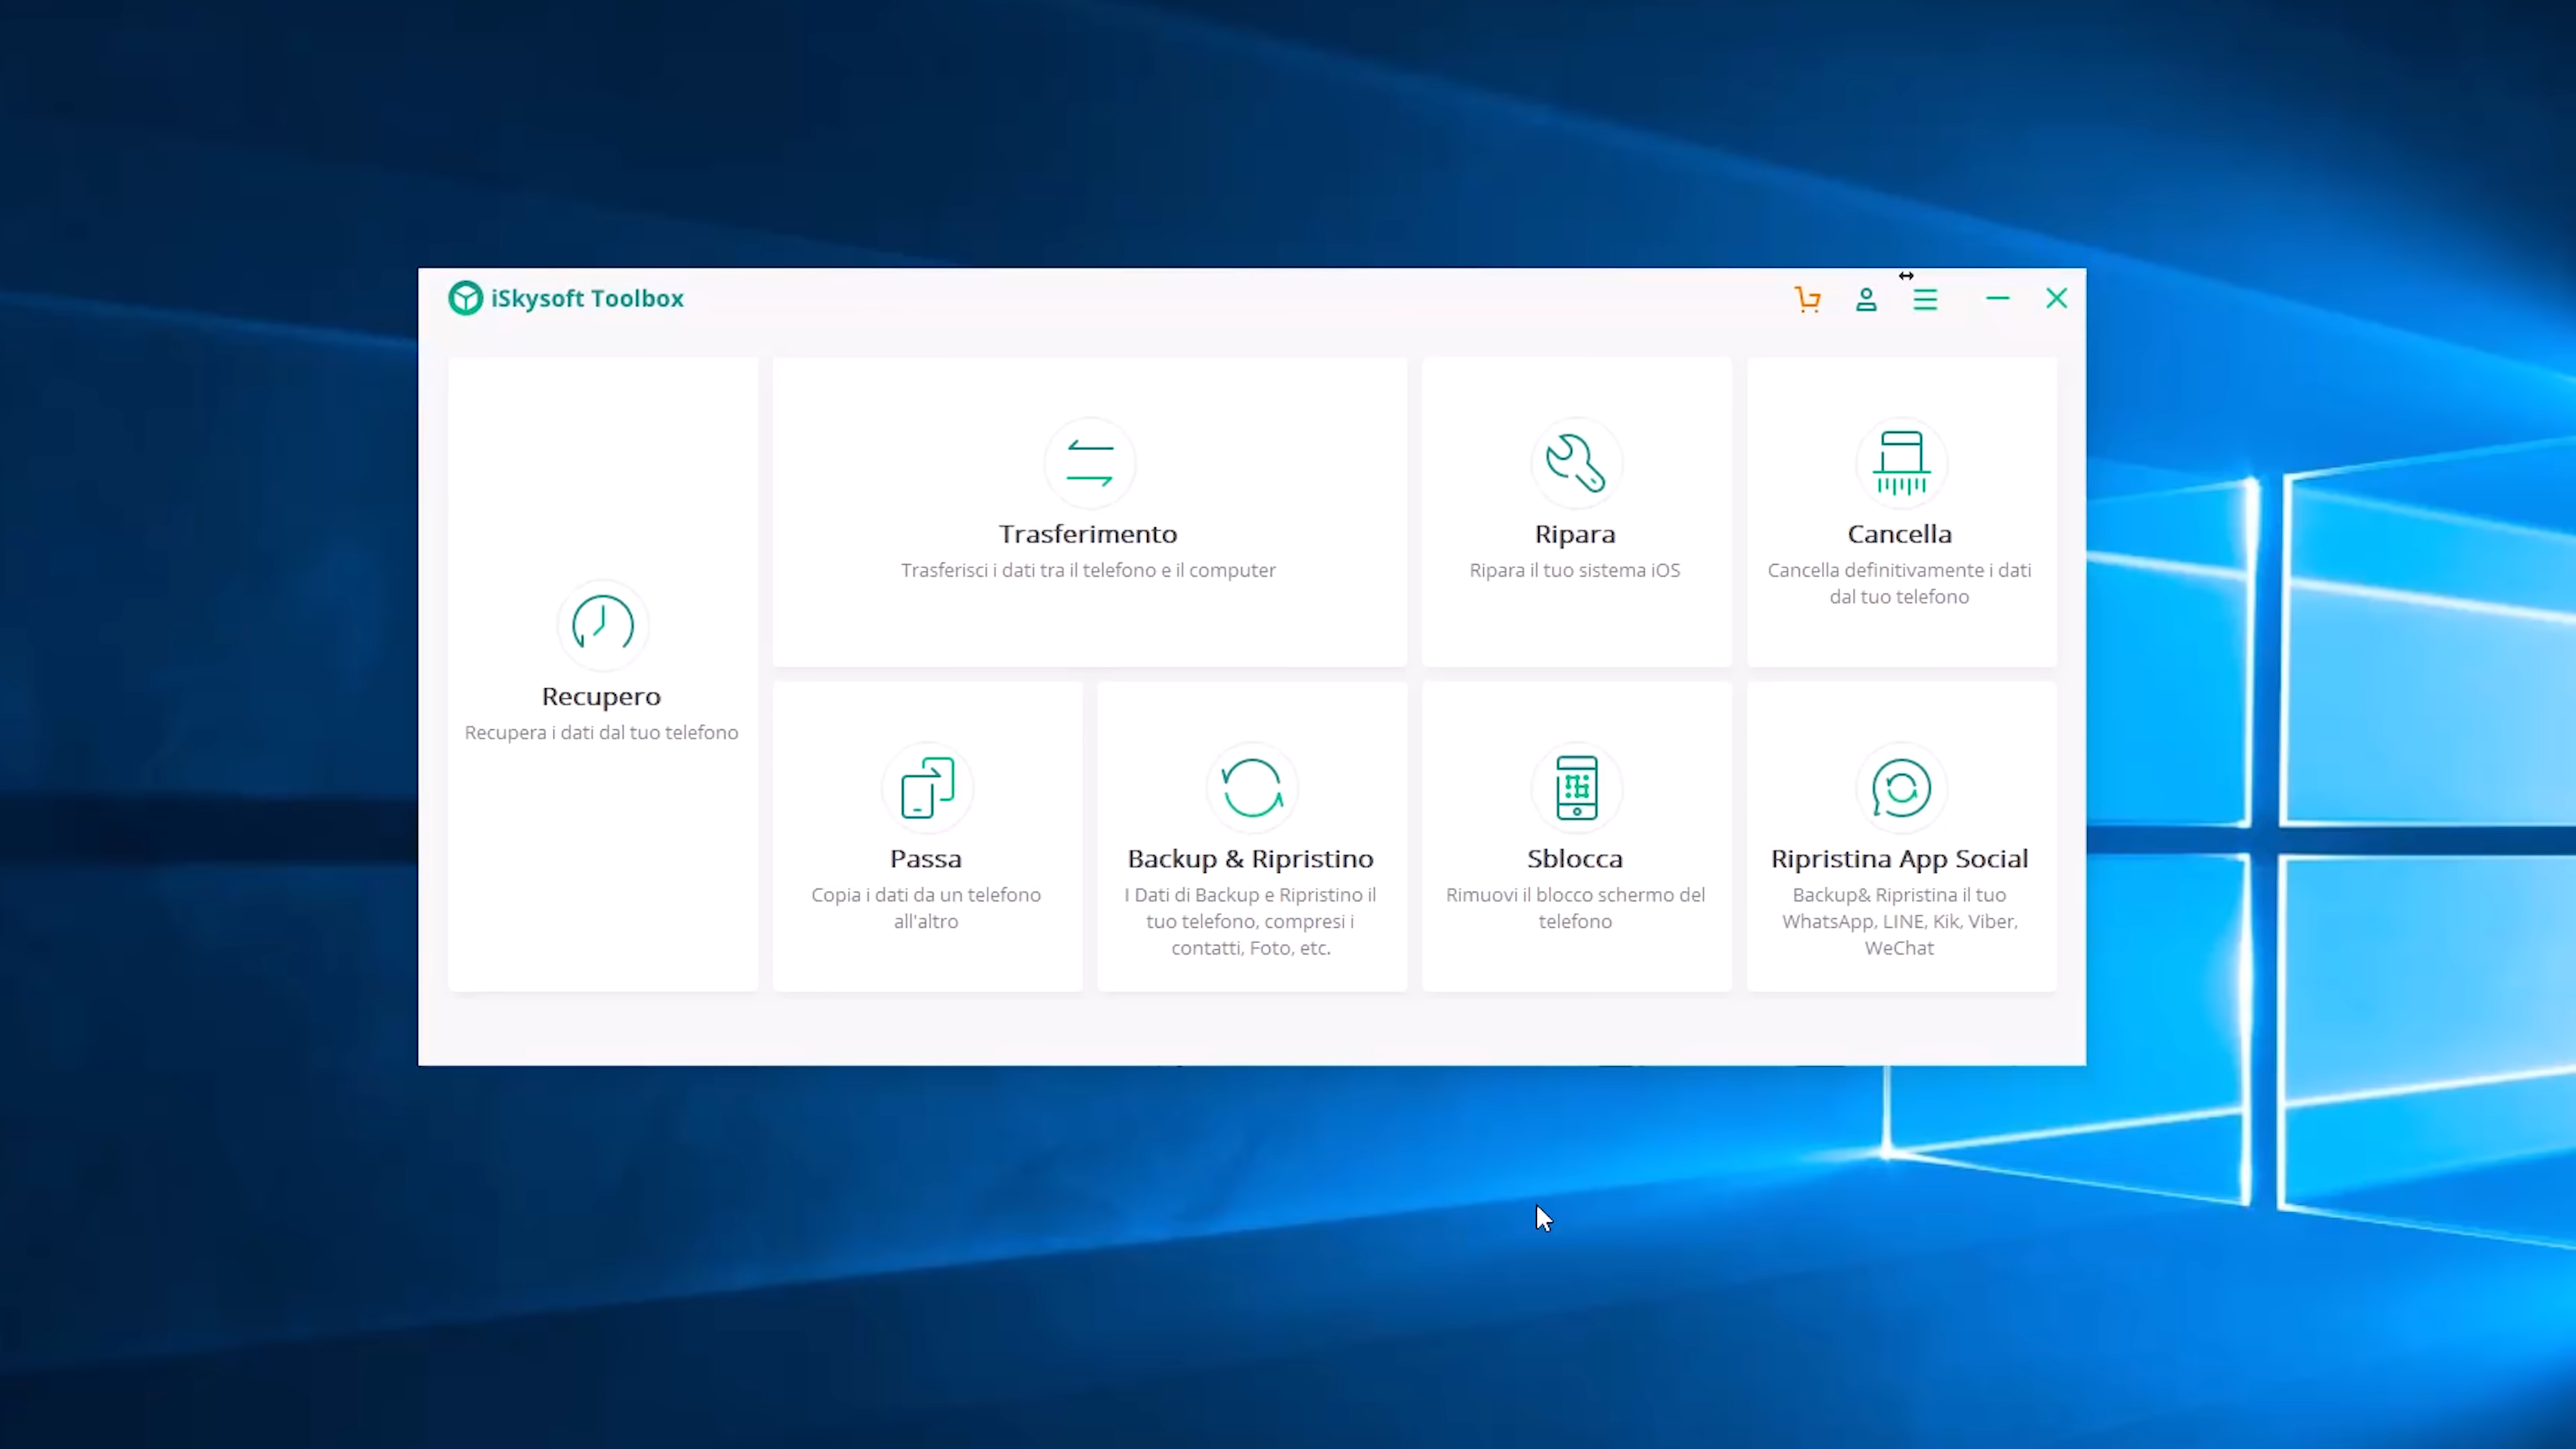 iSkysoft Toolbox
Recupero
Recupera i dati dal tuo telefono
Trasferimento
Trasferisci i dati tra il telefono e il computer
Ripara
Ripara il tuo sistema iOS
Cancella
Cancella definitivamente i dati
dal tuo telefono
Passa
Copia i dati da un telefono
all'altro
Backup & Ripristino
I Dati di Backup e Ripristino il
tuo telefono, compresi i
contatti, Foto, etc.
Sblocca
Rimuovi il blocco schermo del
telefono
Ripristina App Social
Backup& Ripristina il tuo
WhatsApp, LINE, Kik, Viber,
WeChat